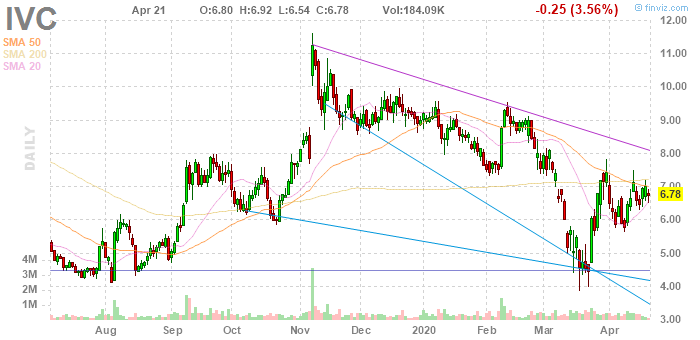 IVC
Apr 21 O:6.80 H:6.92 L:6.54 C:6.78 Vol:184.09K
-0.25 (3.56%)
© finviz.com
SMA 50
SMA 200
SMA 20
DAILY
12.00
11.00
10.00
9.00
8.00
7.00
6.78
6.00
5.00
4.00
3.00
4M
3M
2M
1M
Aug Sep Oct Nov Dec 2020 Feb Mar Apr